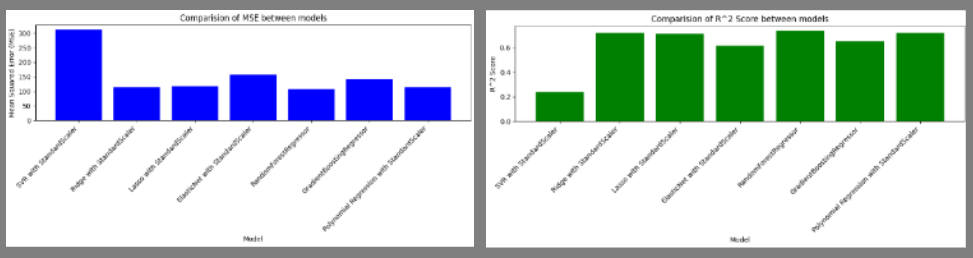 Comparision of MSE between models
Mean Squared Error (MSE)
300
250
200
150
100
50
0
SVR with StandardScaler
Ridge with StandardScaler
Lasso with StandardScaler
ElasticNet with StandardScaler
RandomForestRegressor
GradientBoostingRegressor
Polynomial Regression with StandardScaler
Model
Comparision of R^2 Score between models
R^2 Score
0.6
0.4
0.2
0.0
SVR with StandardScaler
Ridge with StandardScaler
Lasso with StandardScaler
ElasticNet with StandardScaler
RandomForestRegressor
GradientBoostingRegressor
Polynomial Regression with StandardScaler
Model